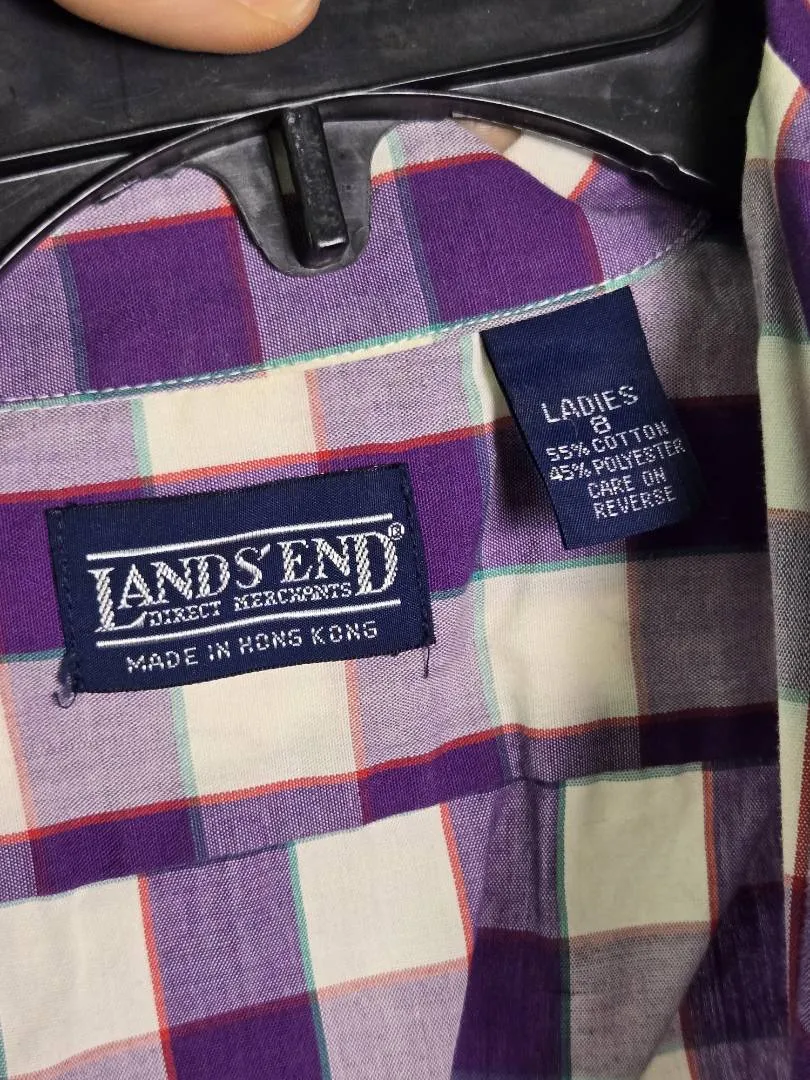 LANDS' END®
DIRECT MERCHANTS
MADE IN HONG KONG
LADIES
8
55% COTTON
45% POLYESTER
CARE ON
REVERSE